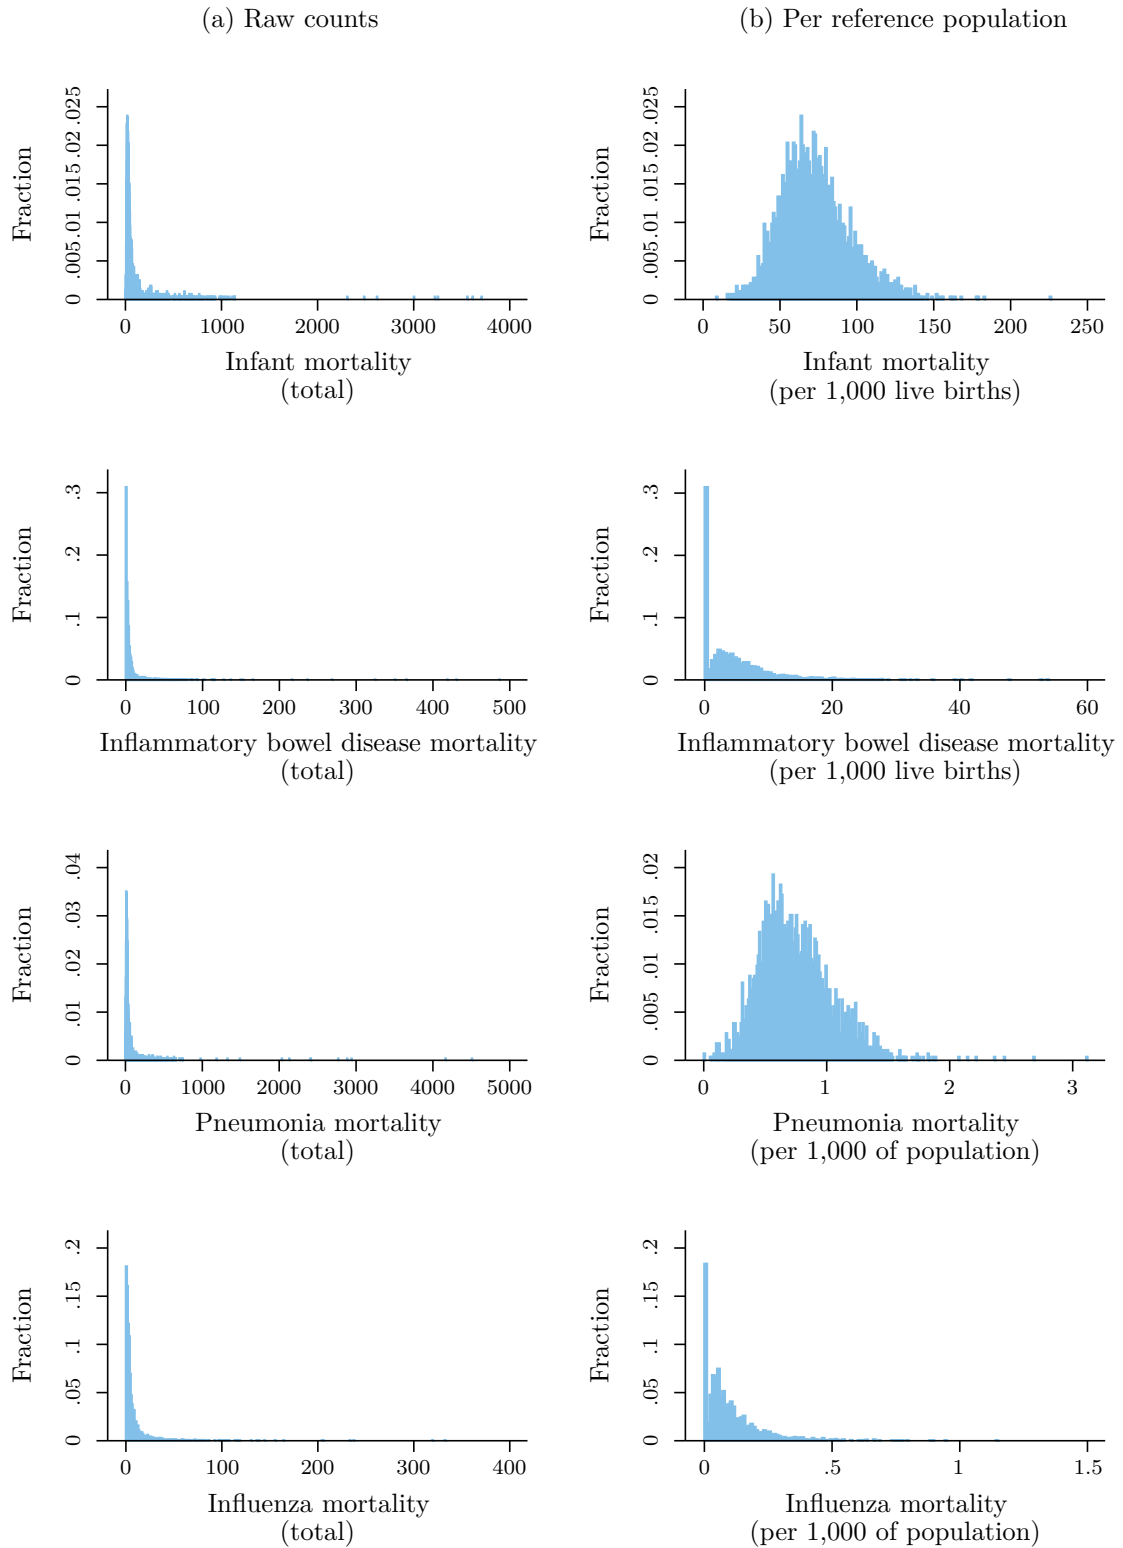 (a) Raw counts
(b) Per reference population
Fraction
0 .005 .01 .015 .02 .025
0 1000 2000 3000 4000
Infant mortality
(total)
Fraction
0 .005 .01 .015 .02 .025
0 50 100 150 200 250
Infant mortality
(per 1,000 live births)
Fraction
0 .1 .2 .3
0 100 200 300 400 500
Inflammatory bowel disease mortality
(total)
Fraction
0 .1 .2 .3
0 20 40 60
Inflammatory bowel disease mortality
(per 1,000 live births)
Fraction
0 .01 .02 .03 .04
0 1000 2000 3000 4000 5000
Pneumonia mortality
(total)
Fraction
0 .005 .01 .015 .02
0 1 2 3
Pneumonia mortality
(per 1,000 of population)
Fraction
0 .05 .1 .15 .2
0 100 200 300 400
Influenza mortality
(total)
Fraction
0 .05 .1 .15 .2
0 .5 1 1.5
Influenza mortality
(per 1,000 of population)